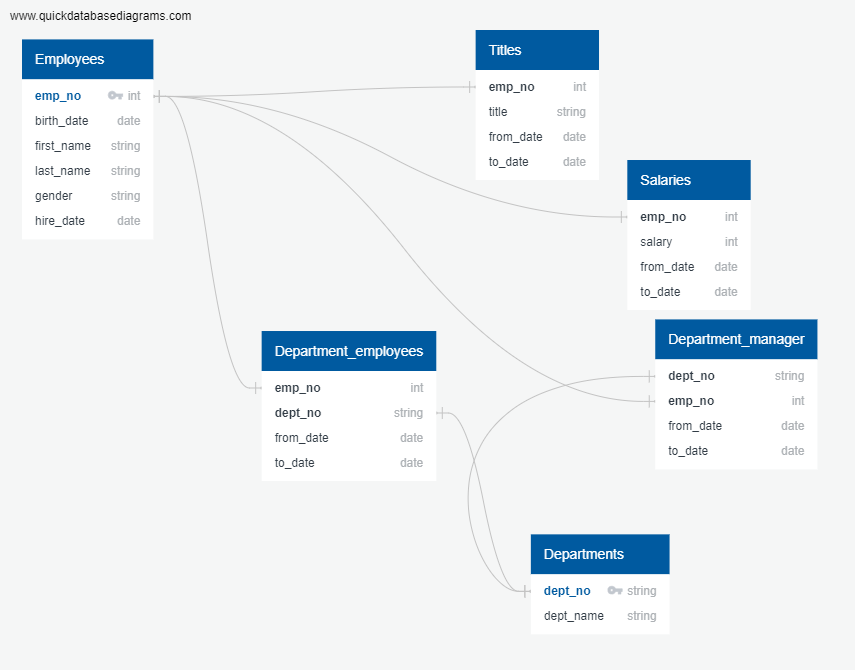 www.quickdatabasediagrams.com
Employees
emp_no int
birth_date date
first_name string
last_name string
gender string
hire_date date
Titles
emp_no int
title string
from_date date
to_date date
Salaries
emp_no int
salary int
from_date date
to_date date
Department_employees
emp_no int
dept_no string
from_date date
to_date date
Department_manager
dept_no string
emp_no int
from_date date
to_date date
Departments
dept_no string
dept_name string